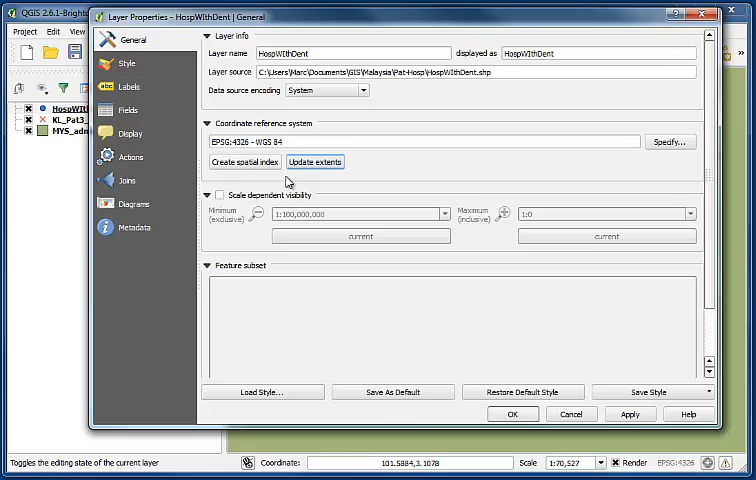 QGIS 2.6.1-Bright
Layer Properties - HospWIthDent | General
Project Edit
General
Style
Labels
Fields
Display
Actions
Joins
Diagrams
Metadata
HospWIt
KL_Pat3_
MYS_adm
Layer info
Layer name HospWIthDent displayed as HospWIthDent
Layer source C:\Users\Marc\Documents\GIS\Malaysia\Pat-Hosp\HospWIthDent.shp
Data source encoding System
Coordinate reference system
EPSG:4326 - WGS 84 Specify...
Create spatial index Update extents
Scale dependent visibility
Minimum (exclusive) 1:100,000,000 Maximum (inclusive) 1:0
current current
Feature subset
Load Style... Save As Default Restore Default Style Save Style
OK Cancel Apply Help
Toggles the editing state of the current layer Coordinate: 101.5884,3.1078 Scale 1:70,527 Render EPSG:4326